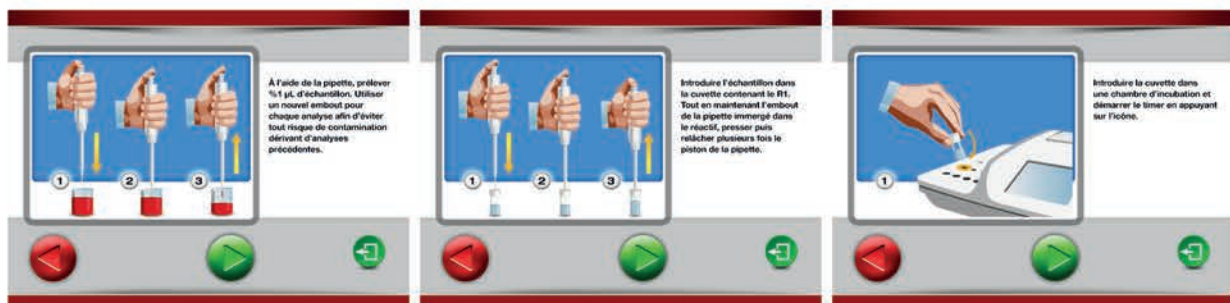 À l'aide de la pipette, prélever
%1 µL d'échantillon. Utiliser
un nouvel embout pour
chaque analyse afin d'éviter
tout risque de contamination
dérivant d'analyses
précédentes.
1
2
3
Introduire l'échantillon dans
la cuvette contenant le R1.
Tout en maintenant l'embout
de la pipette immergé dans
le réactif, presser puis
relâcher plusieurs fois le
piston de la pipette.
1
2
3
Introduire la cuvette dans
une chambre d'incubation et
démarrer le timer en appuyant
sur l'icône.
1